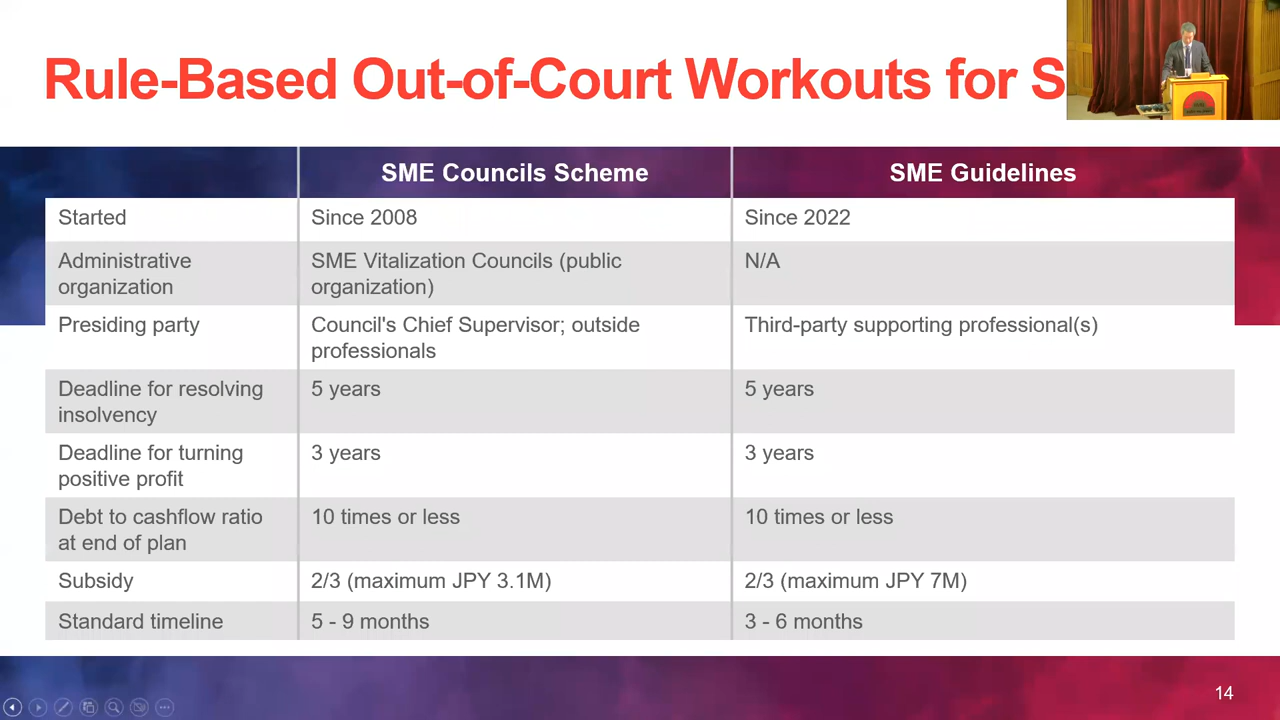 Rule-Based Out-of-Court Workouts for S
SME Councils Scheme
SME Guidelines
Started
Since 2008
Since 2022
Administrative
organization
SME Vitalization Councils (public
organization)
N/A
Presiding party
Council's Chief Supervisor; outside
professionals
Third-party supporting professional(s)
Deadline for resolving
insolvency
5 years
5 years
Deadline for turning
positive profit
3 years
3 years
Debt to cashflow ratio
at end of plan
10 times or less
10 times or less
Subsidy
2/3 (maximum JPY 3.1M)
2/3 (maximum JPY 7M)
Standard timeline
5 - 9 months
3 - 6 months
14